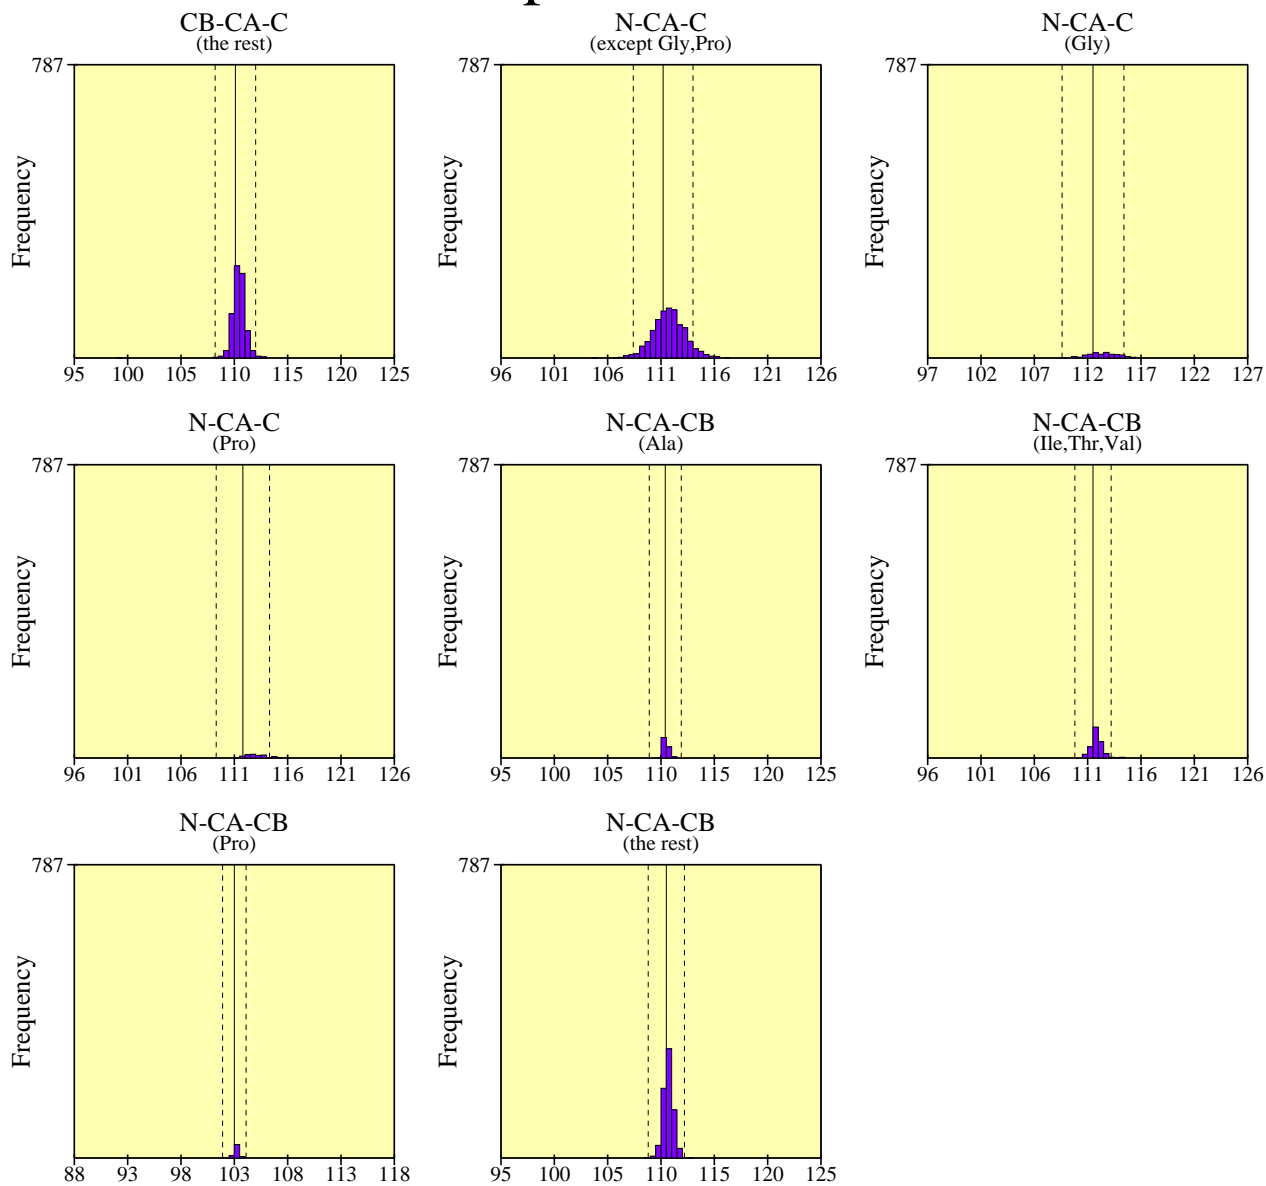 CB-CA-C N-CA-C N-CA-C
(the rest) (except Gly,Pro) (Gly)
787 787 787
Frequency Frequency Frequency
95 100 105 110 115 120 125 96 101 106 111 116 121 126 97 102 107 112 117 122 127
N-CA-C N-CA-CB N-CA-CB
(Pro) (Ala) (Ile,Thr,Val)
787 787 787
Frequency Frequency Frequency
96 101 106 111 116 121 126 95 100 105 110 115 120 125 96 101 106 111 116 121 126
N-CA-CB N-CA-CB
(Pro) (the rest)
787 787
Frequency Frequency
88 93 98 103 108 113 118 95 100 105 110 115 120 125